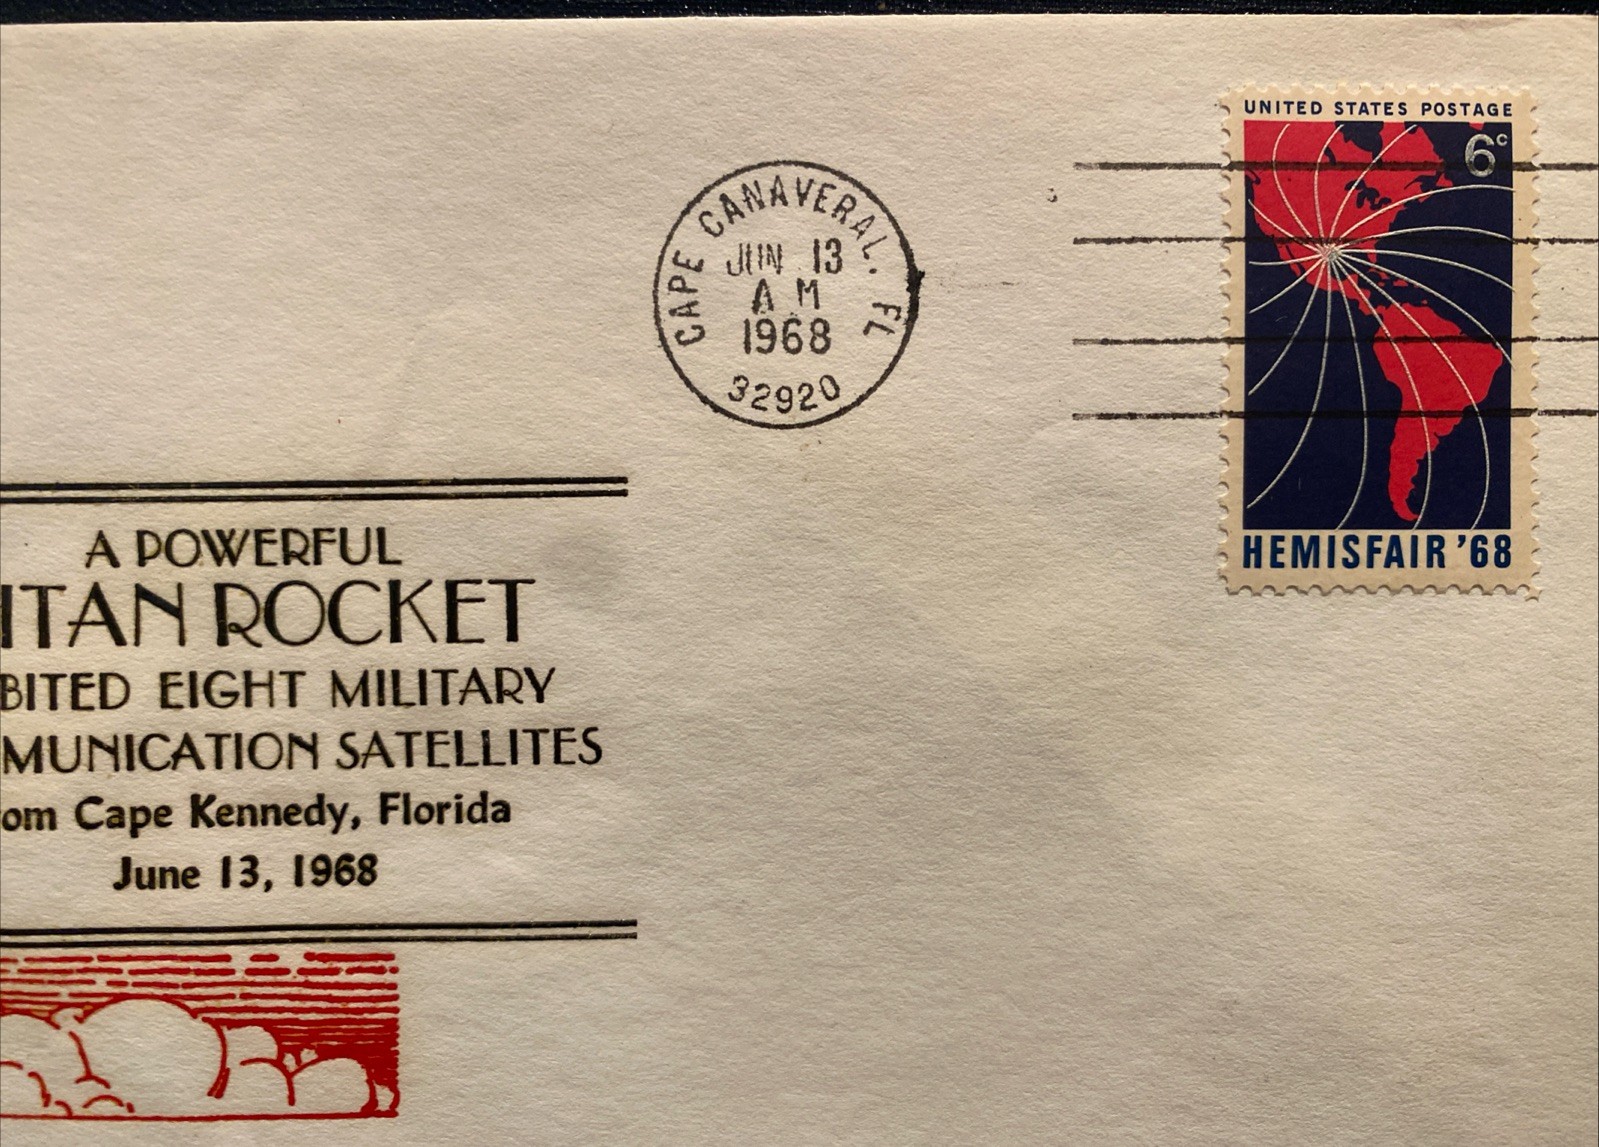 UNITED STATES POSTAGE
6c
HEMISFAIR '68
CAPE CANAVERAL. FL
JUN 13
AM
1968
32920
A POWERFUL
ITAN ROCKET
BITED EIGHT MILITARY
MUNICATION SATELLITES
om Cape Kennedy, Florida
June 13, 1968